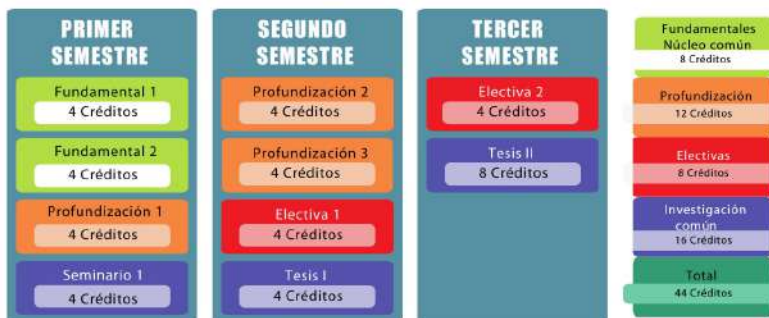 PRIMER
SEMESTRE
Fundamental 1
4 Créditos
Fundamental 2
4 Créditos
Profundización 1
4 Créditos
Seminario 1
4 Créditos
SEGUNDO
SEMESTRE
Profundización 2
4 Créditos
Profundización 3
4 Créditos
Electiva 1
4 Créditos
Tesis I
4 Créditos
TERCER
SEMESTRE
Electiva 2
4 Créditos
Tesis II
8 Créditos
Fundamentales
Núcleo común
8 Créditos
Profundización
12 Créditos
Electivas
8 Créditos
Investigación
común
16 Créditos
Total
44 Créditos